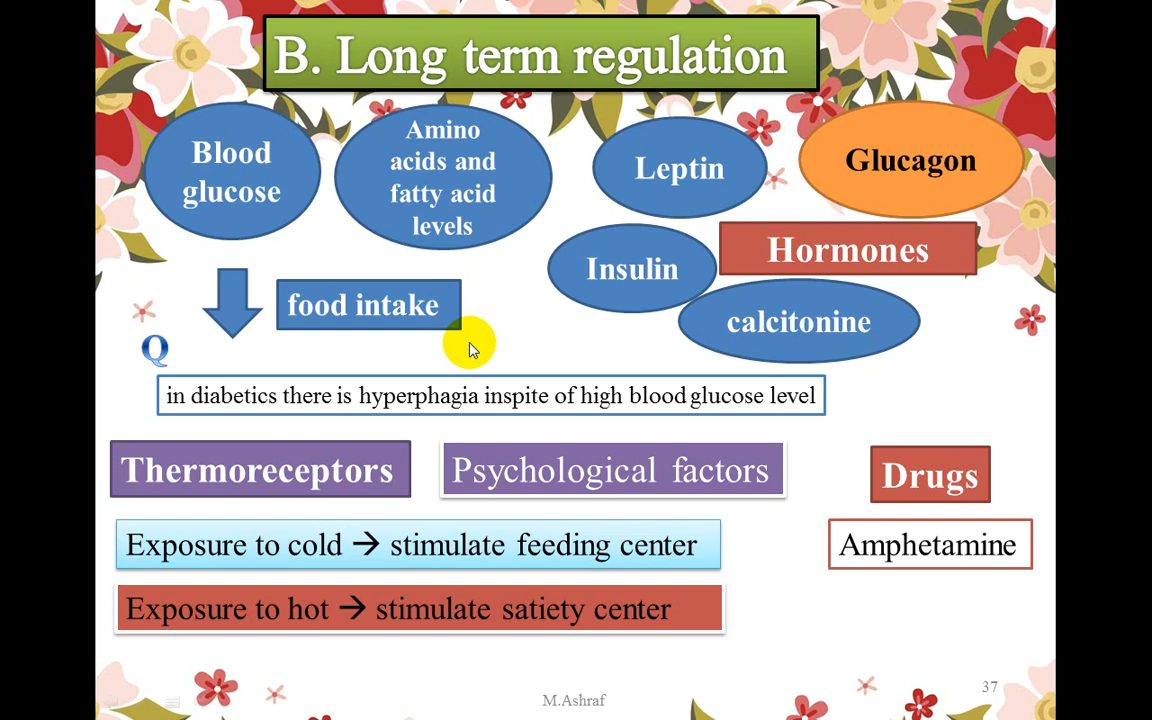 B. Long term regulation
Blood
glucose
Amino
acids and
fatty acid
levels
Leptin
Glucagon
Insulin
Hormones
calcitonine
food intake
Q
in diabetics there is hyperphagia inspite of high blood glucose level
Thermoreceptors
Psychological factors
Drugs
Exposure to cold → stimulate feeding center
Amphetamine
Exposure to hot → stimulate satiety center
M.Ashraf
37